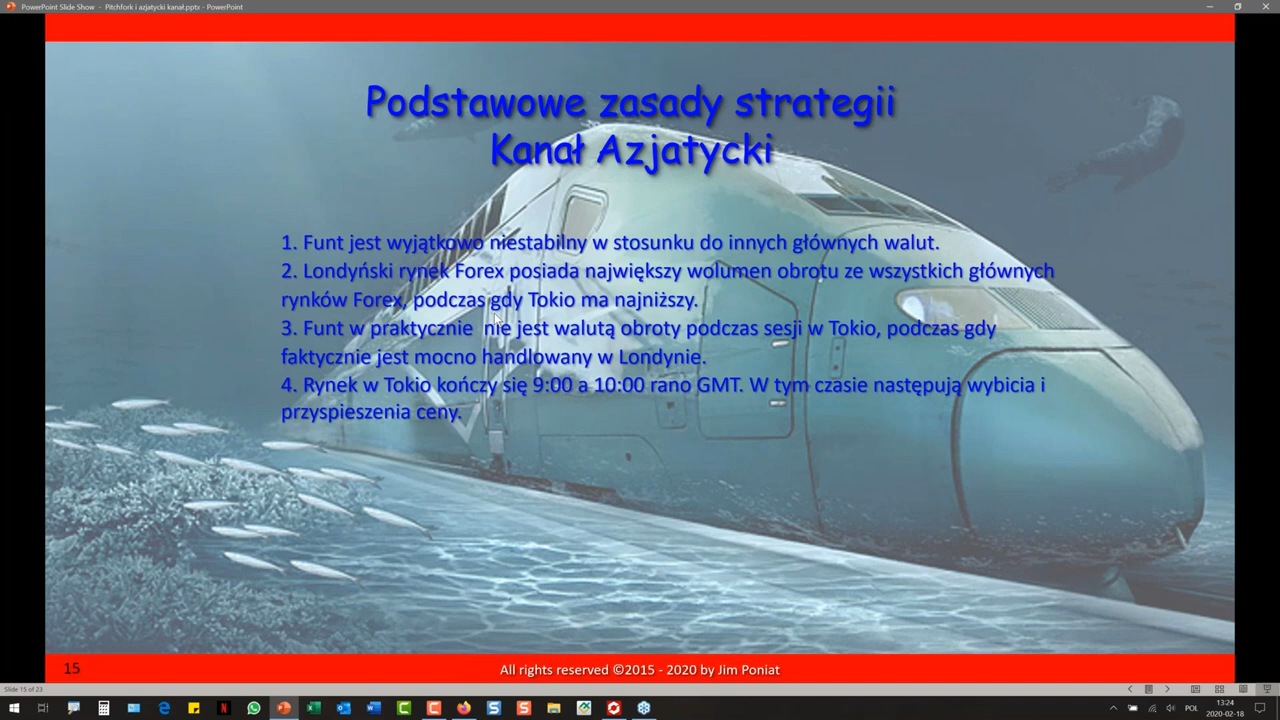 PowerPoint Slide Show - Pitchfork i azjatycki kanał.pptx - PowerPoint
Podstawowe zasady strategii
Kanał Azjatycki
1. Funt jest wyjątkowo niestabilny w stosunku do innych głównych walut.
2. Londyński rynek Forex posiada największy wolumen obrotu ze wszystkich głównych
rynków Forex, podczas gdy Tokio ma najniższy.
3. Funt w praktycznie nie jest walutą obroty podczas sesji w Tokio, podczas gdy
faktycznie jest mocno handlowany w Londynie.
4. Rynek w Tokio kończy się 9:00 a 10:00 rano GMT. W tym czasie następują wybicia i
przyspieszenia ceny.
15
All rights reserved ©2015 - 2020 by Jim Poniat
Slide 15 of 23
POL
13:24
2020-02-18